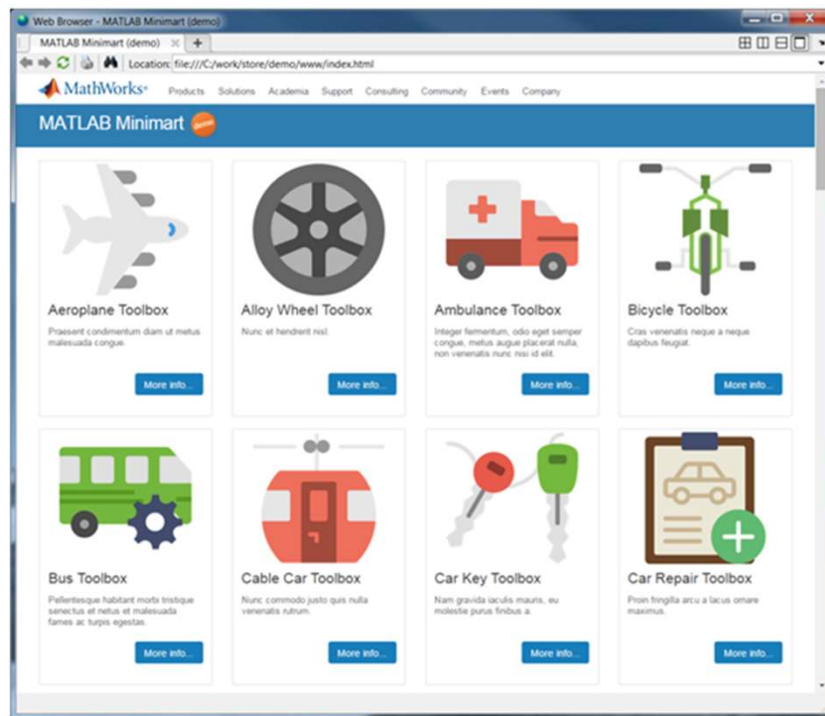 Web Browser - MATLAB Minimart (demo)
MATLAB Minimart (demo)
Location: file:///C:/work/store/demo/www/index.html
MathWorks® Products Solutions Academia Support Consulting Community Events Company
MATLAB Minimart demo
Aeroplane Toolbox
Praesent condimentum diam ut metus
malesuada congue.
More info...
Alloy Wheel Toolbox
Nunc et hendrerit nisl.
More info...
Ambulance Toolbox
Integer fermentum, odio eget semper
congue, metus augue placerat nulla,
non venenatis nunc nisi id elit.
More info...
Bicycle Toolbox
Cras venenatis neque a neque
dapibus feugiat.
More info...
Bus Toolbox
Pellentesque habitant morbi tristique
senectus et netus et malesuada
fames ac turpis egestas.
More info...
Cable Car Toolbox
Nunc commodo justo quis nulla
venenatis rutrum.
More info...
Car Key Toolbox
Nam gravida iaculis mauris, eu
molestie purus finibus a.
More info...
Car Repair Toolbox
Proin fringilla arcu a lacus ornare
maximus.
More info...